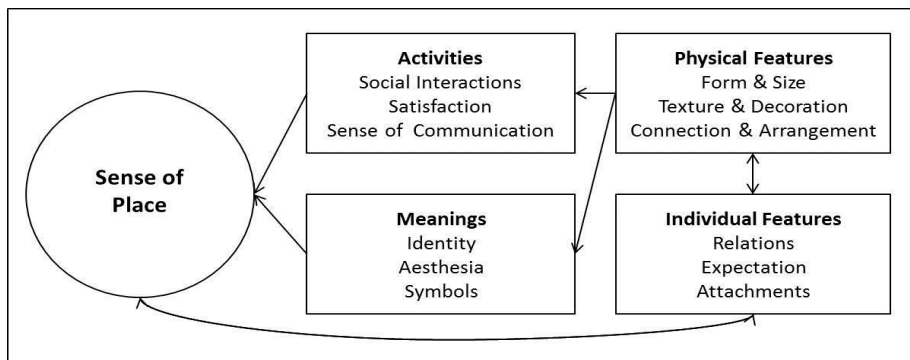 Sense of
Place
Activities
Social Interactions
Satisfaction
Sense of Communication
Physical Features
Form & Size
Texture & Decoration
Connection & Arrangement
Meanings
Identity
Aesthesia
Symbols
Individual Features
Relations
Expectation
Attachments